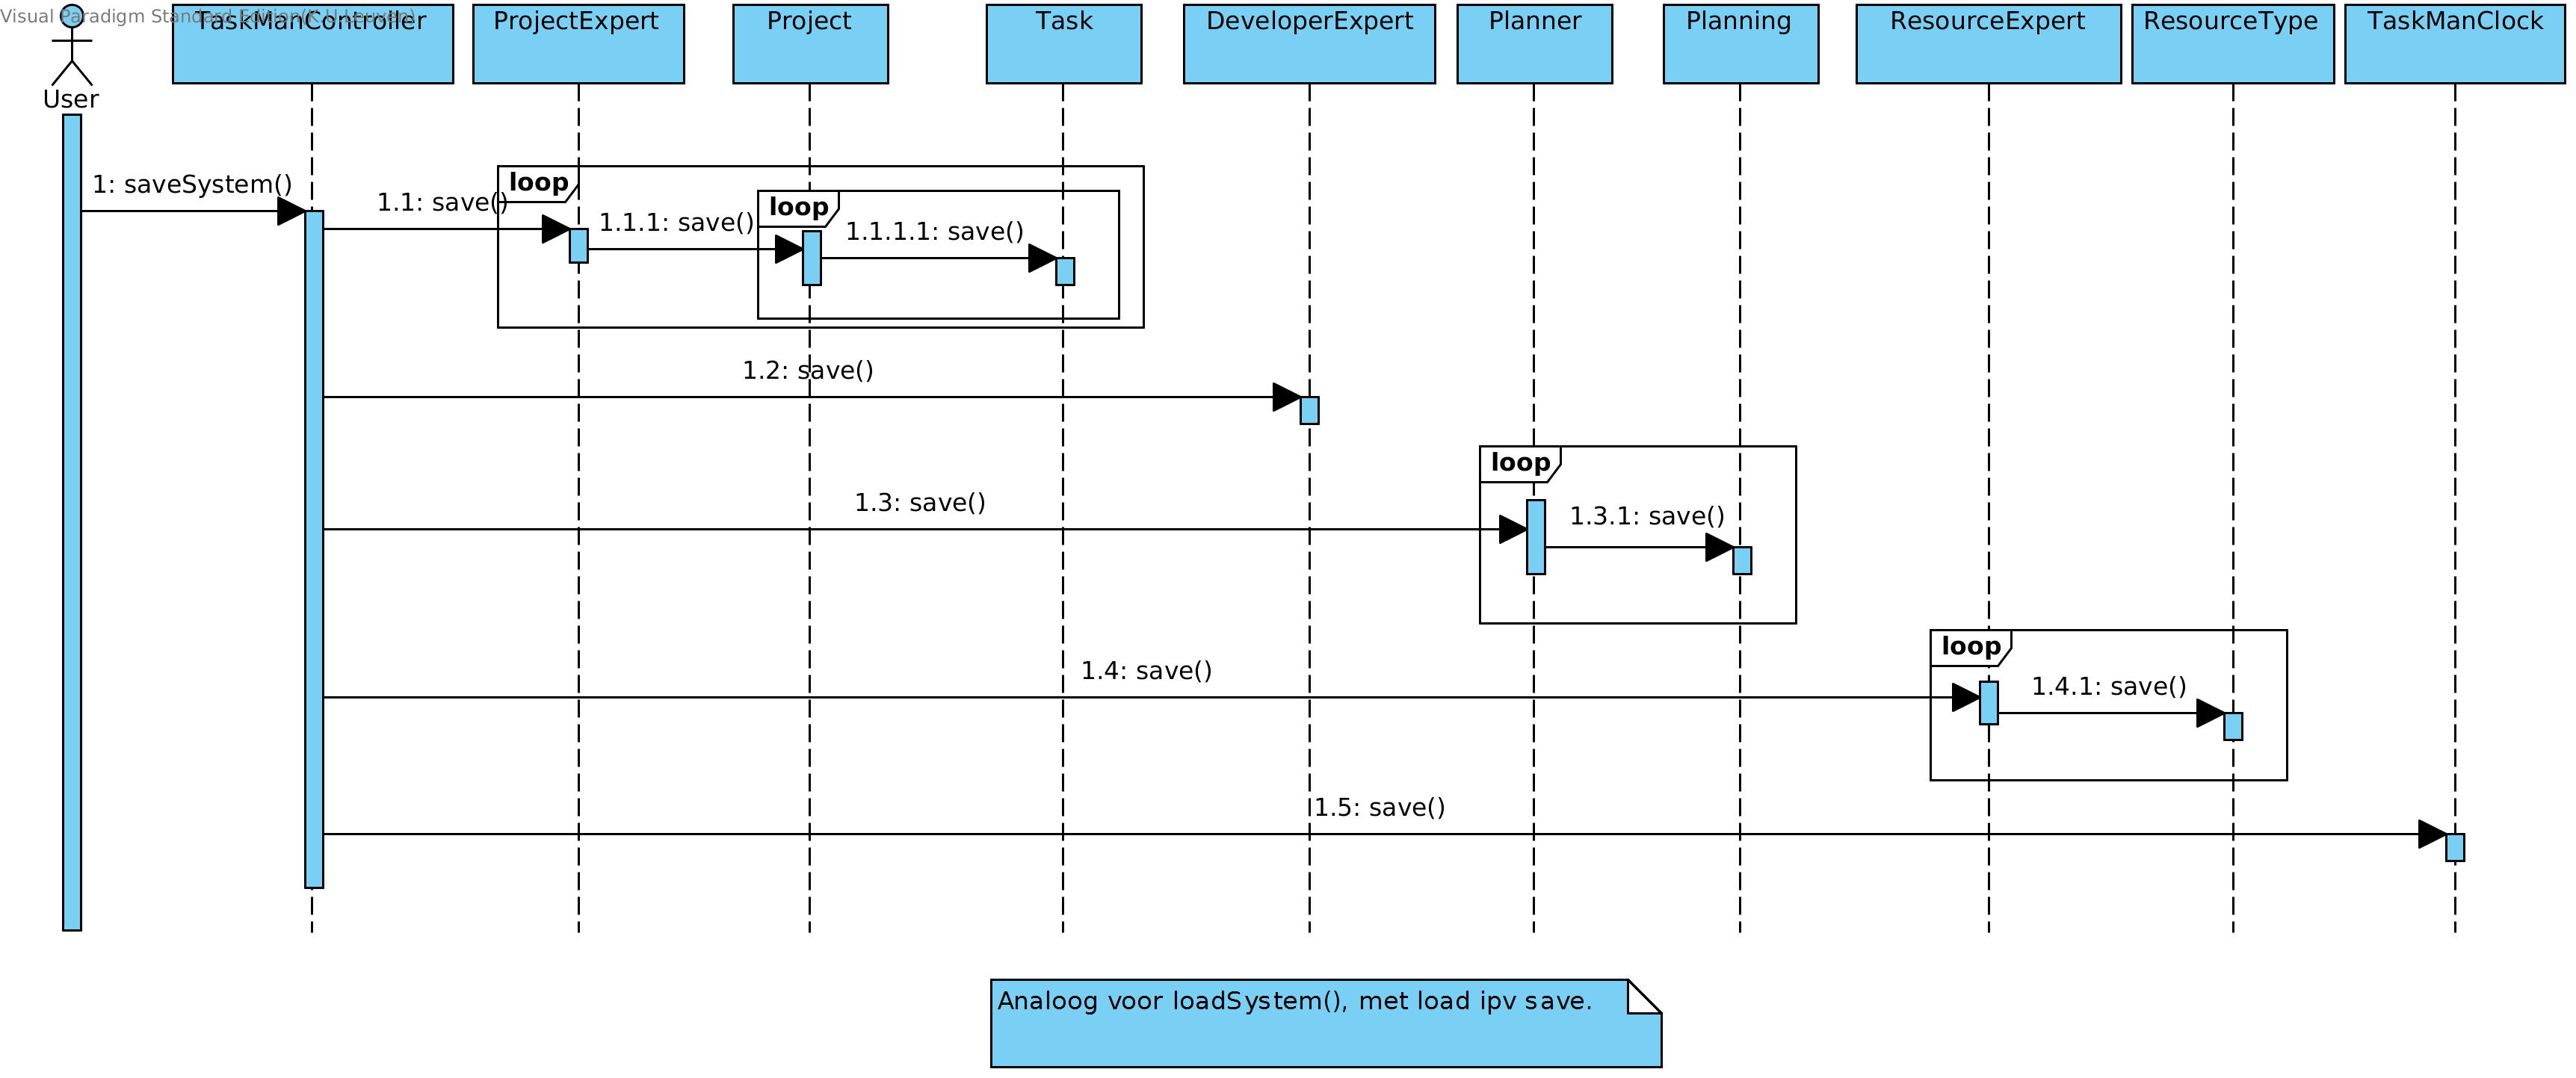 Visual Paradigm Standard Edition(K.U.Leuven)
User
TaskManController
ProjectExpert
Project
Task
DeveloperExpert
Planner
Planning
ResourceExpert
ResourceType
TaskManClock
loop
1: saveSystem()
1.1: save()
loop
1.1.1: save()
1.1.1.1: save()
1.2: save()
loop
1.3: save()
1.3.1: save()
loop
1.4: save()
1.4.1: save()
1.5: save()
Analoog voor loadSystem(), met load ipv save.